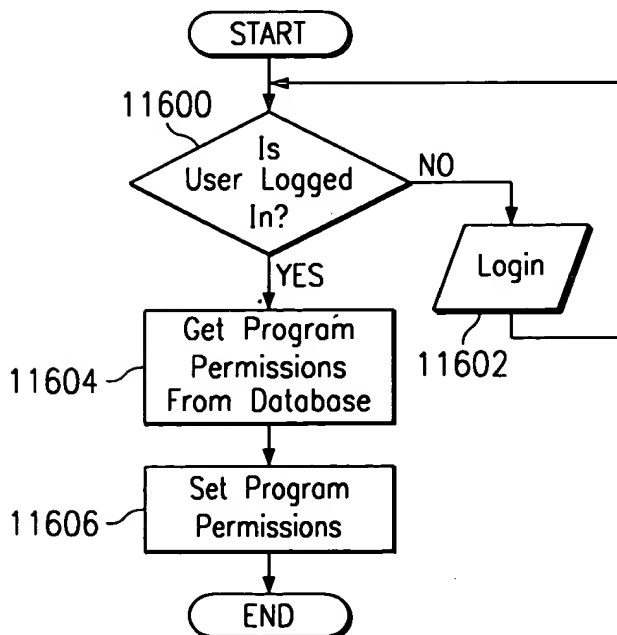 START
11600
Is
User Logged
In?
NO
Login
11602
YES
Get Program
Permissions
From Database
11604
Set Program
Permissions
11606
END